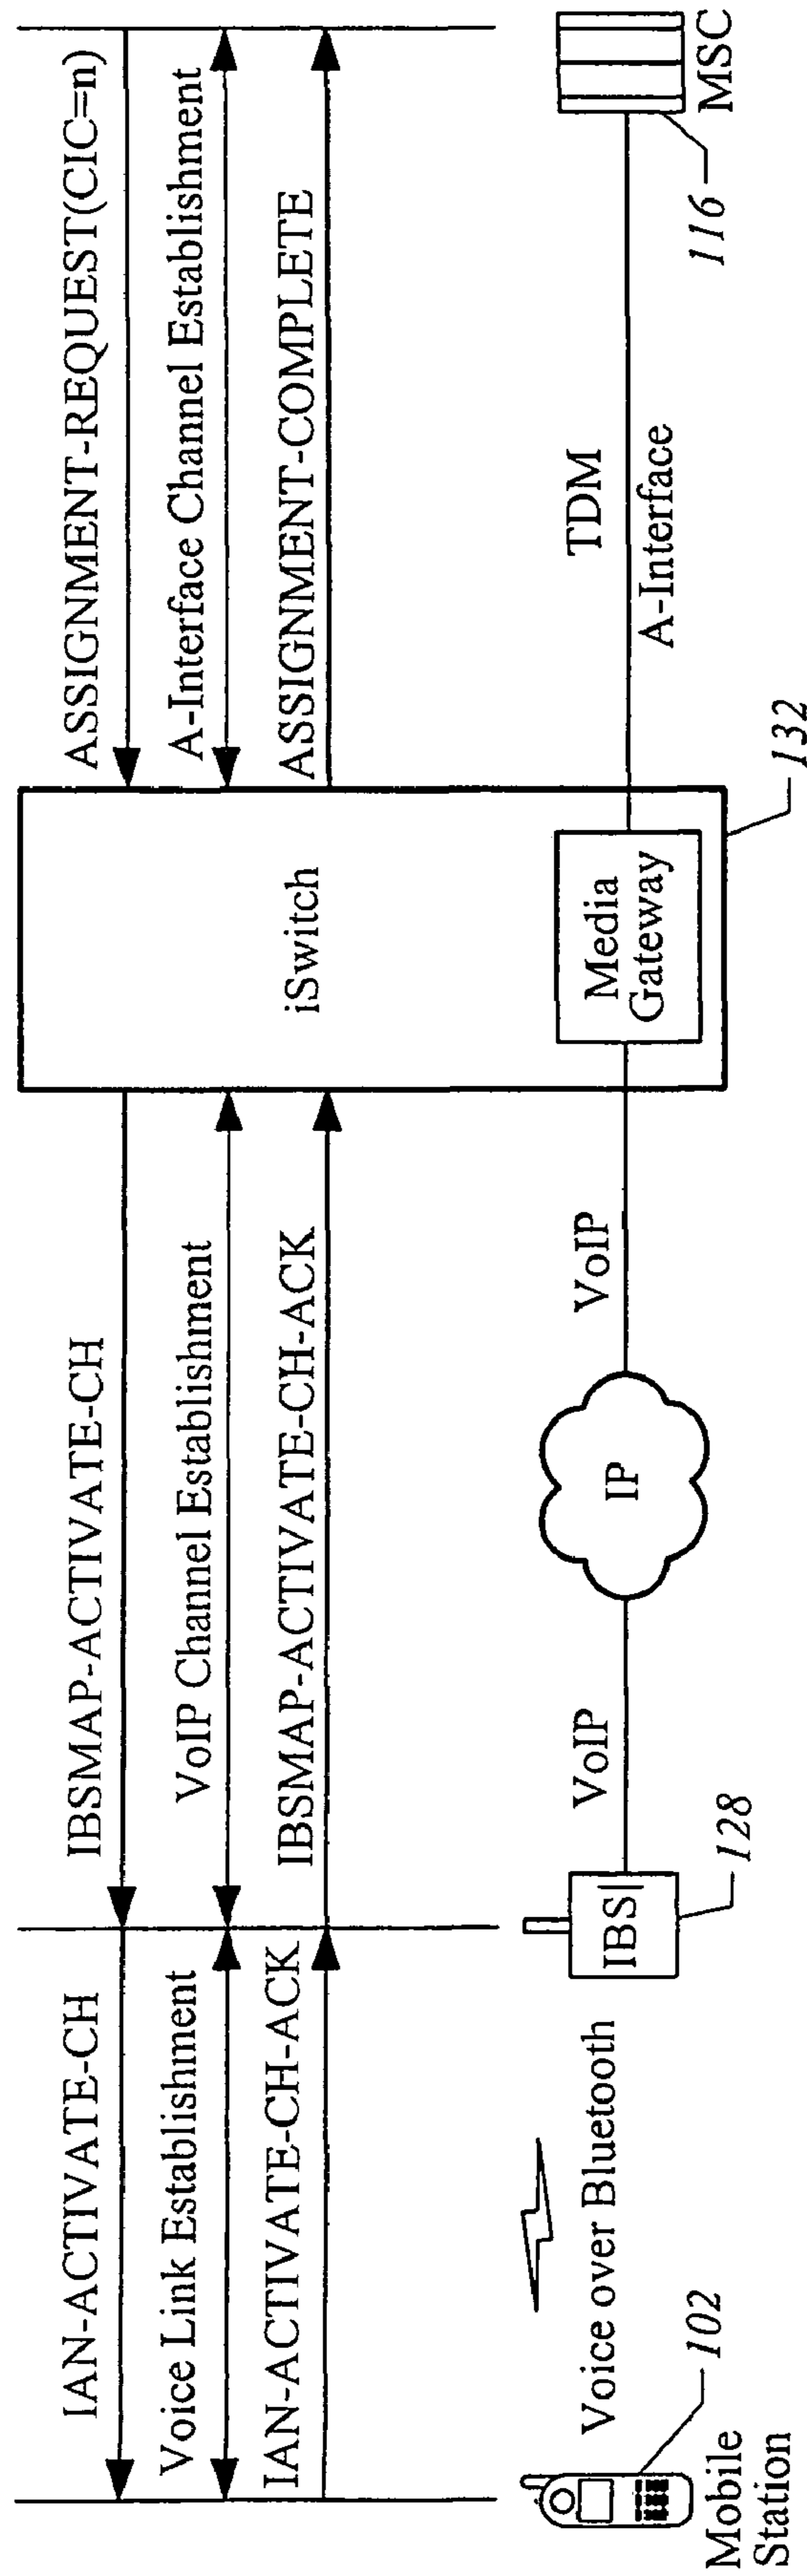 IAN-ACTIVATE-CH
IBSMAP-ACTIVATE-CH
ASSIGNMENT-REQUEST(CIC=n)
Voice Link Establishment
VoIP Channel Establishment
A-Interface Channel Establishment
IAN-ACTIVATE-CH-ACK
IBSMAP-ACTIVATE-CH-ACK
ASSIGNMENT-COMPLETE
iSwitch
Voice over Bluetooth
VoIP
VoIP
TDM
IBS
IP
Media
Gateway
A-Interface
102
128
132
116
Mobile
Station
MSC